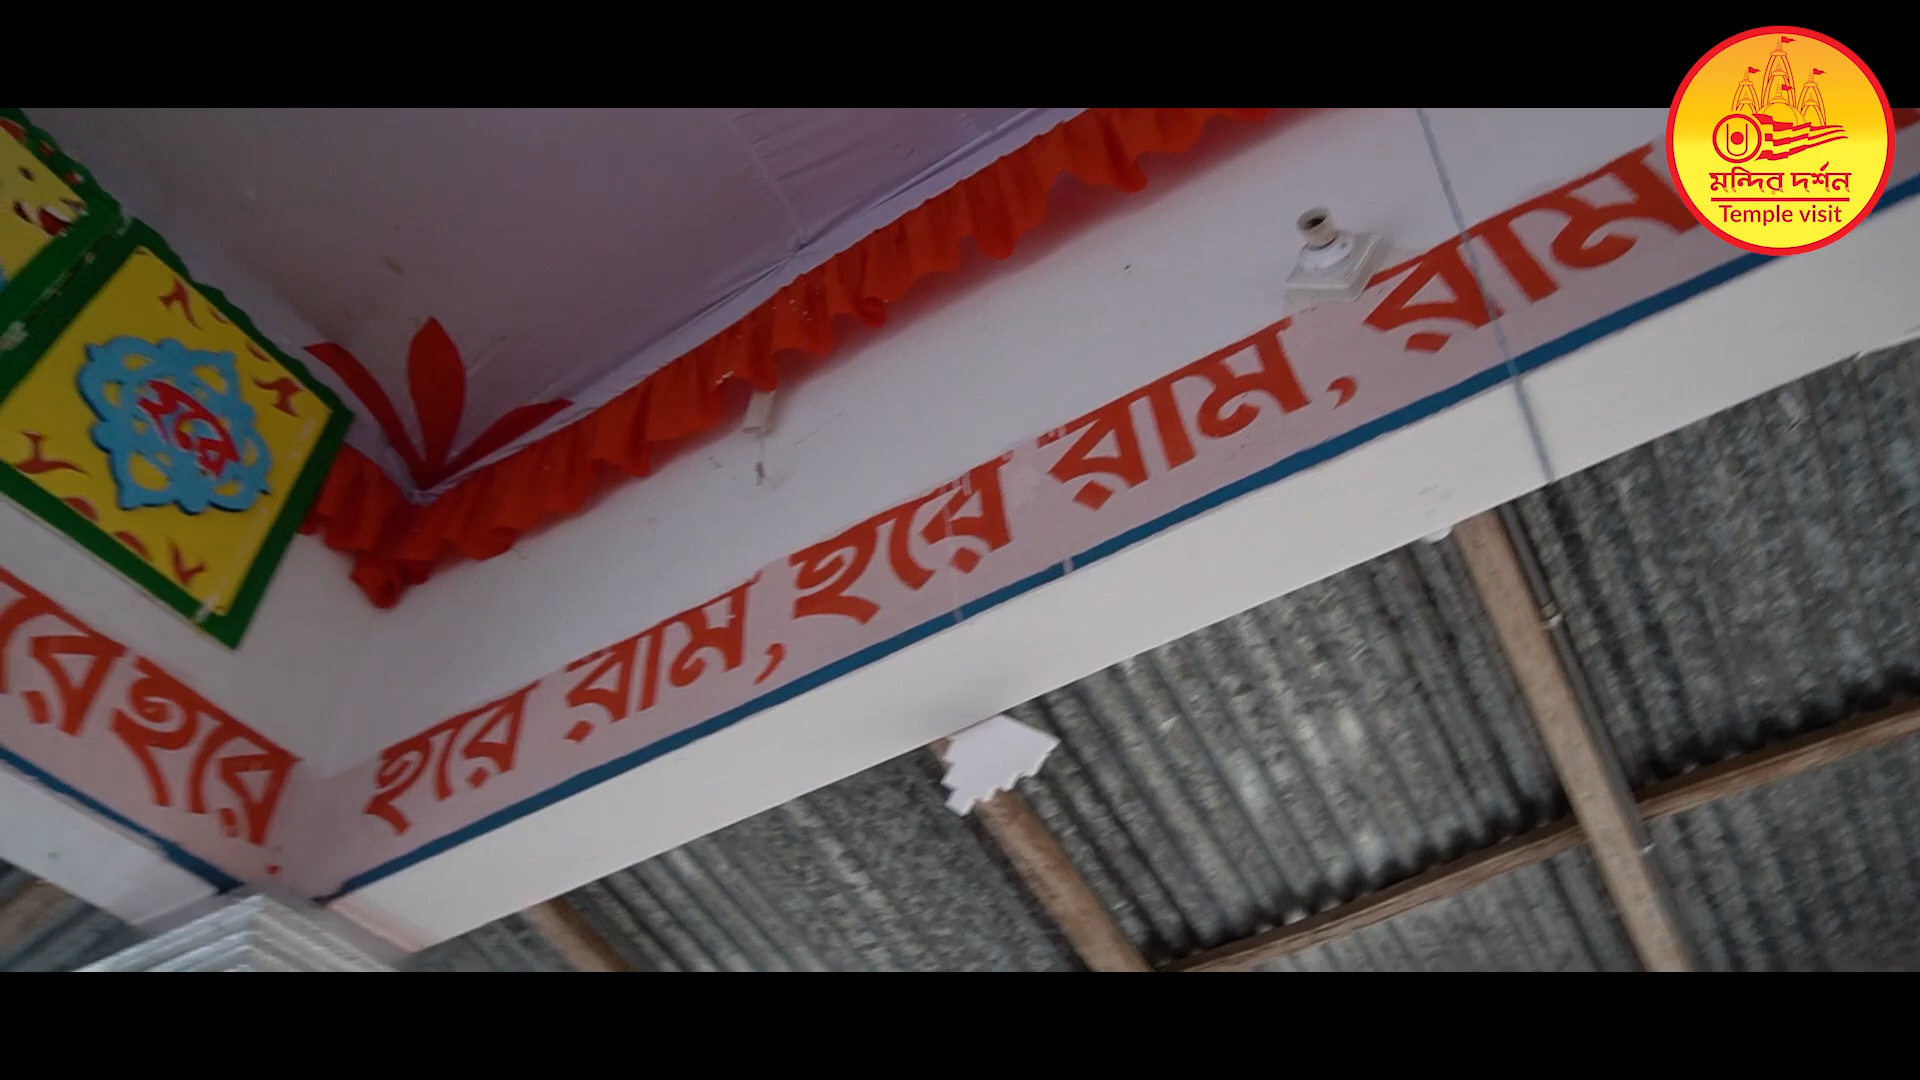 হরে
রে হরে
হরে রাম, হরে রাম, রাম
মন্দির দর্শন
Temple visit